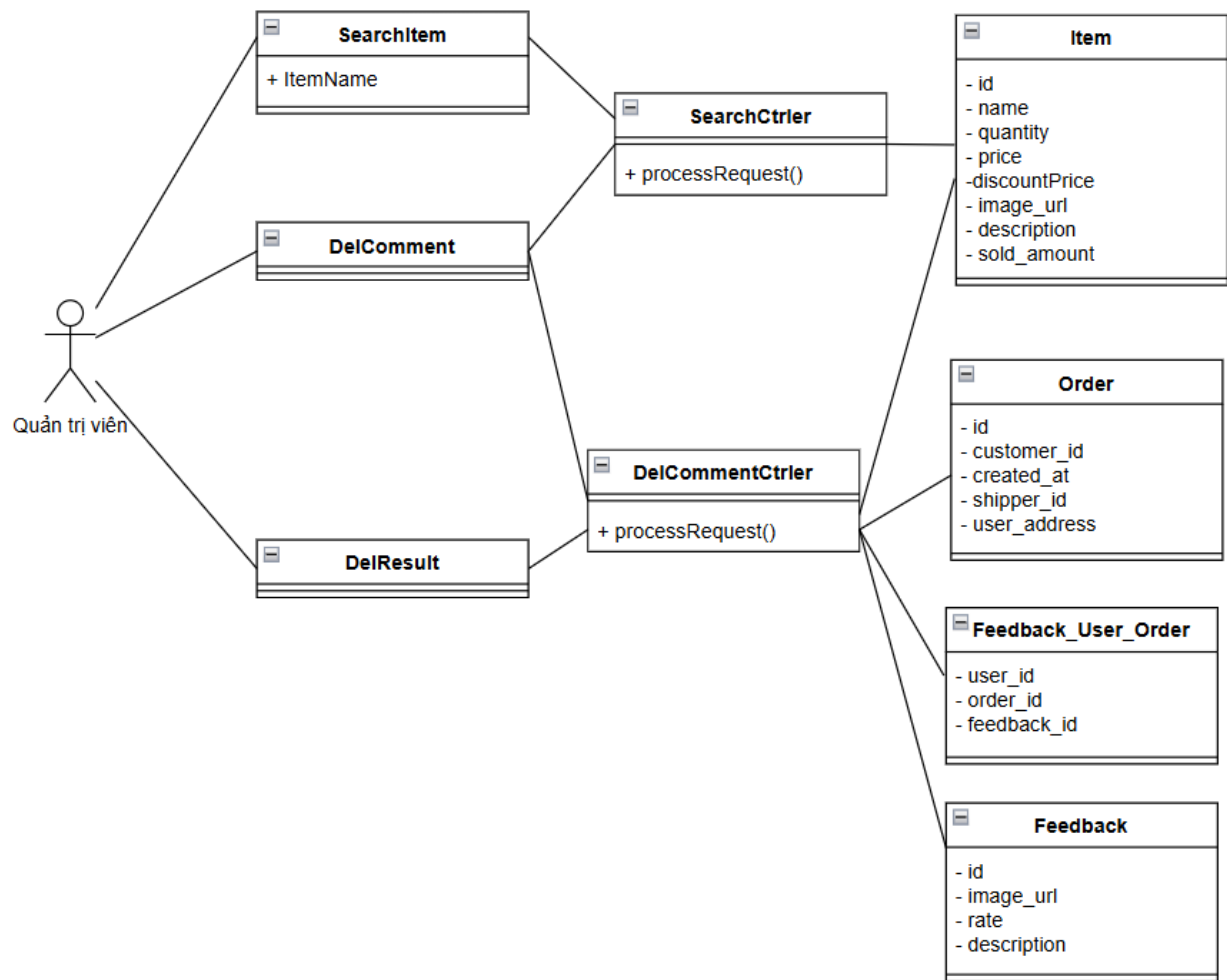 SearchItem
+ ItemName
SearchCtrler
+ processRequest()
Item
- id
- name
- quantity
- price
-discountPrice
- image_url
- description
- sold_amount
DelComment
Quản trị viên
DelCommentCtrler
+ processRequest()
Order
- id
- customer_id
- created_at
- shipper_id
- user_address
DelResult
Feedback_User_Order
- user_id
- order_id
- feedback_id
Feedback
- id
- image_url
- rate
- description